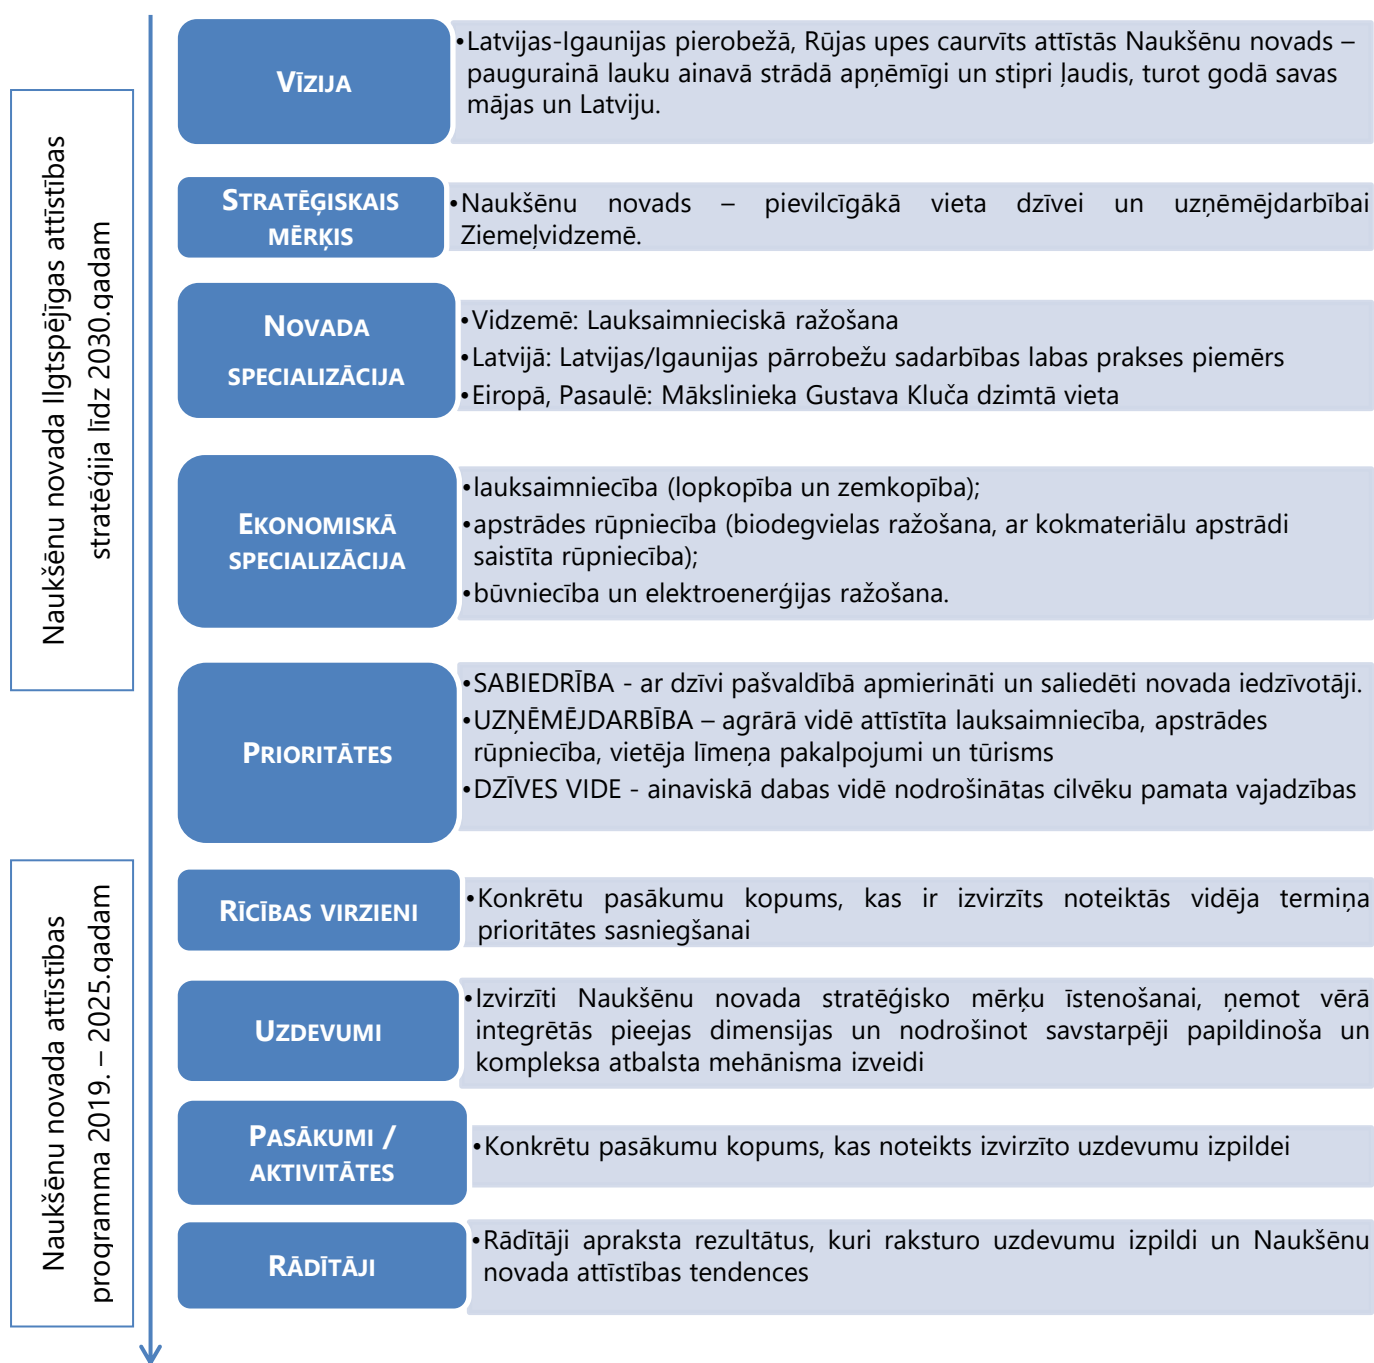 Naukšēnu novada Ilgtspējīgas attīstības
stratēģija līdz 2030.gadam
VĪZIJA
•Latvijas-Igaunijas pierobežā, Rūjas upes caurvīts attīstās Naukšēnu novads –
paugurainā lauku ainavā strādā apņēmīgi un stipri ļaudis, turot godā savas
mājas un Latviju.
STRATĒĢISKAIS
MĒRĶIS
•Naukšēnu novads – pievilcīgākā vieta dzīvei un uzņēmējdarbībai
Ziemeļvidzemē.
NOVADA
SPECIALIZĀCIJA
•Vidzemē: Lauksaimnieciskā ražošana
•Latvijā: Latvijas/Igaunijas pārrobežu sadarbības labas prakses piemērs
•Eiropā, Pasaulē: Mākslinieka Gustava Kluča dzimtā vieta
EKONOMISKĀ
SPECIALIZĀCIJA
•lauksaimniecība (lopkopība un zemkopība);
•apstrādes rūpniecība (biodegvielas ražošana, ar kokmateriālu apstrādi
saistīta rūpniecība);
•būvniecība un elektroenerģijas ražošana.
PRIORITĀTES
•SABIEDRĪBA - ar dzīvi pašvaldībā apmierināti un saliedēti novada iedzīvotāji.
•UZŅĒMĒJDARBĪBA – agrārā vidē attīstīta lauksaimniecība, apstrādes
rūpniecība, vietēja līmeņa pakalpojumi un tūrisms
•DZĪVES VIDE - ainaviskā dabas vidē nodrošinātas cilvēku pamata vajadzības
Naukšēnu novada attīstības
programma 2019. – 2025.gadam
RĪCĪBAS VIRZIENI
•Konkrētu pasākumu kopums, kas ir izvirzīts noteiktās vidēja termiņa
prioritātes sasniegšanai
UZDEVUMI
•Izvirzīti Naukšēnu novada stratēģisko mērķu īstenošanai, ņemot vērā
integrētās pieejas dimensijas un nodrošinot savstarpēji papildinoša un
kompleksa atbalsta mehānisma izveidi
PASĀKUMI /
AKTIVITĀTES
•Konkrētu pasākumu kopums, kas noteikts izvirzīto uzdevumu izpildei
RĀDĪTĀJI
•Rādītāji apraksta rezultātus, kuri raksturo uzdevumu izpildi un Naukšēnu
novada attīstības tendences